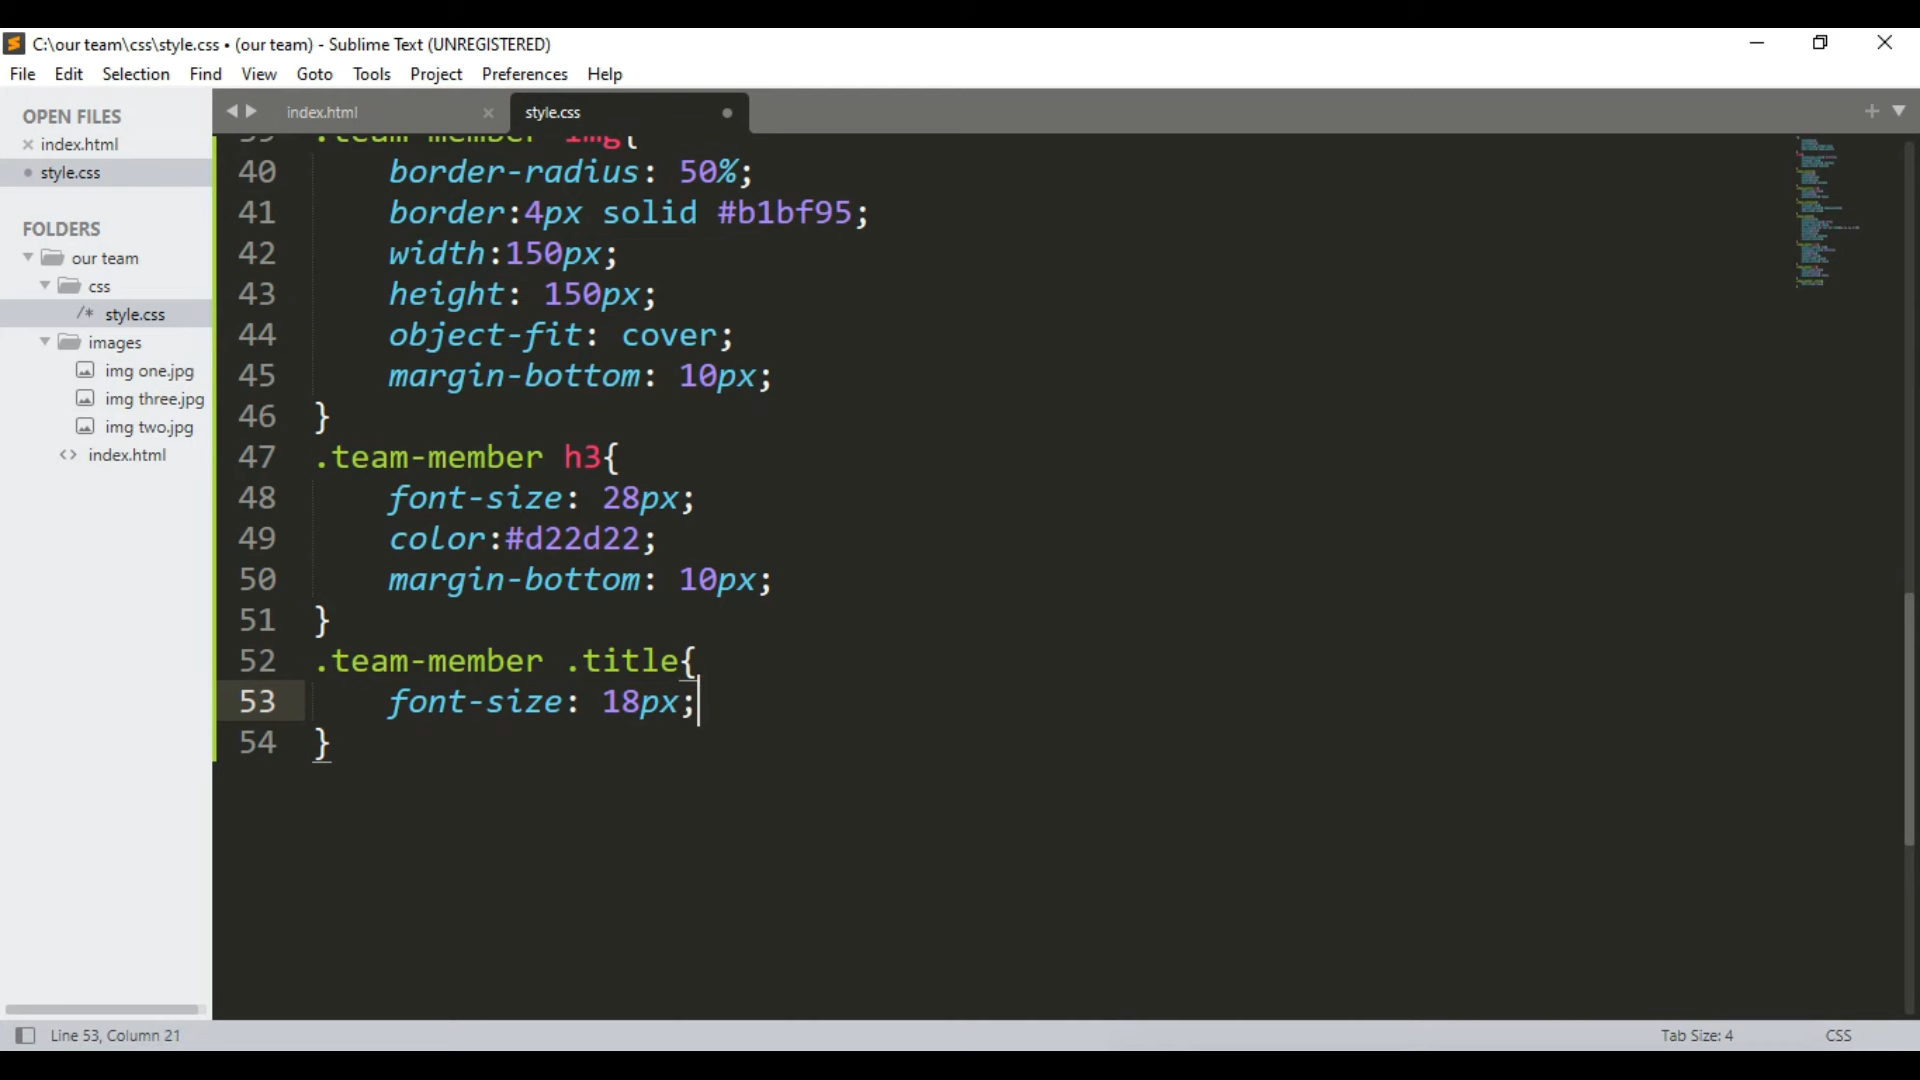 C:\our team\css\style.css • (our team) - Sublime Text (UNREGISTERED)
File Edit Selection Find View Goto Tools Project Preferences Help
OPEN FILES
index.html
style.css
FOLDERS
our team
css
/* style.css
images
img one.jpg
img three.jpg
img two.jpg
<> index.html
index.html
style.css
39 .team-member img{
40 border-radius: 50%;
41 border:4px solid #b1bf95;
42 width:150px;
43 height: 150px;
44 object-fit: cover;
45 margin-bottom: 10px;
46 }
47 .team-member h3{
48 font-size: 28px;
49 color:#d22d22;
50 margin-bottom: 10px;
51 }
52 .team-member .title{
53 font-size: 18px;
54 }
Line 53, Column 21
Tab Size: 4
CSS